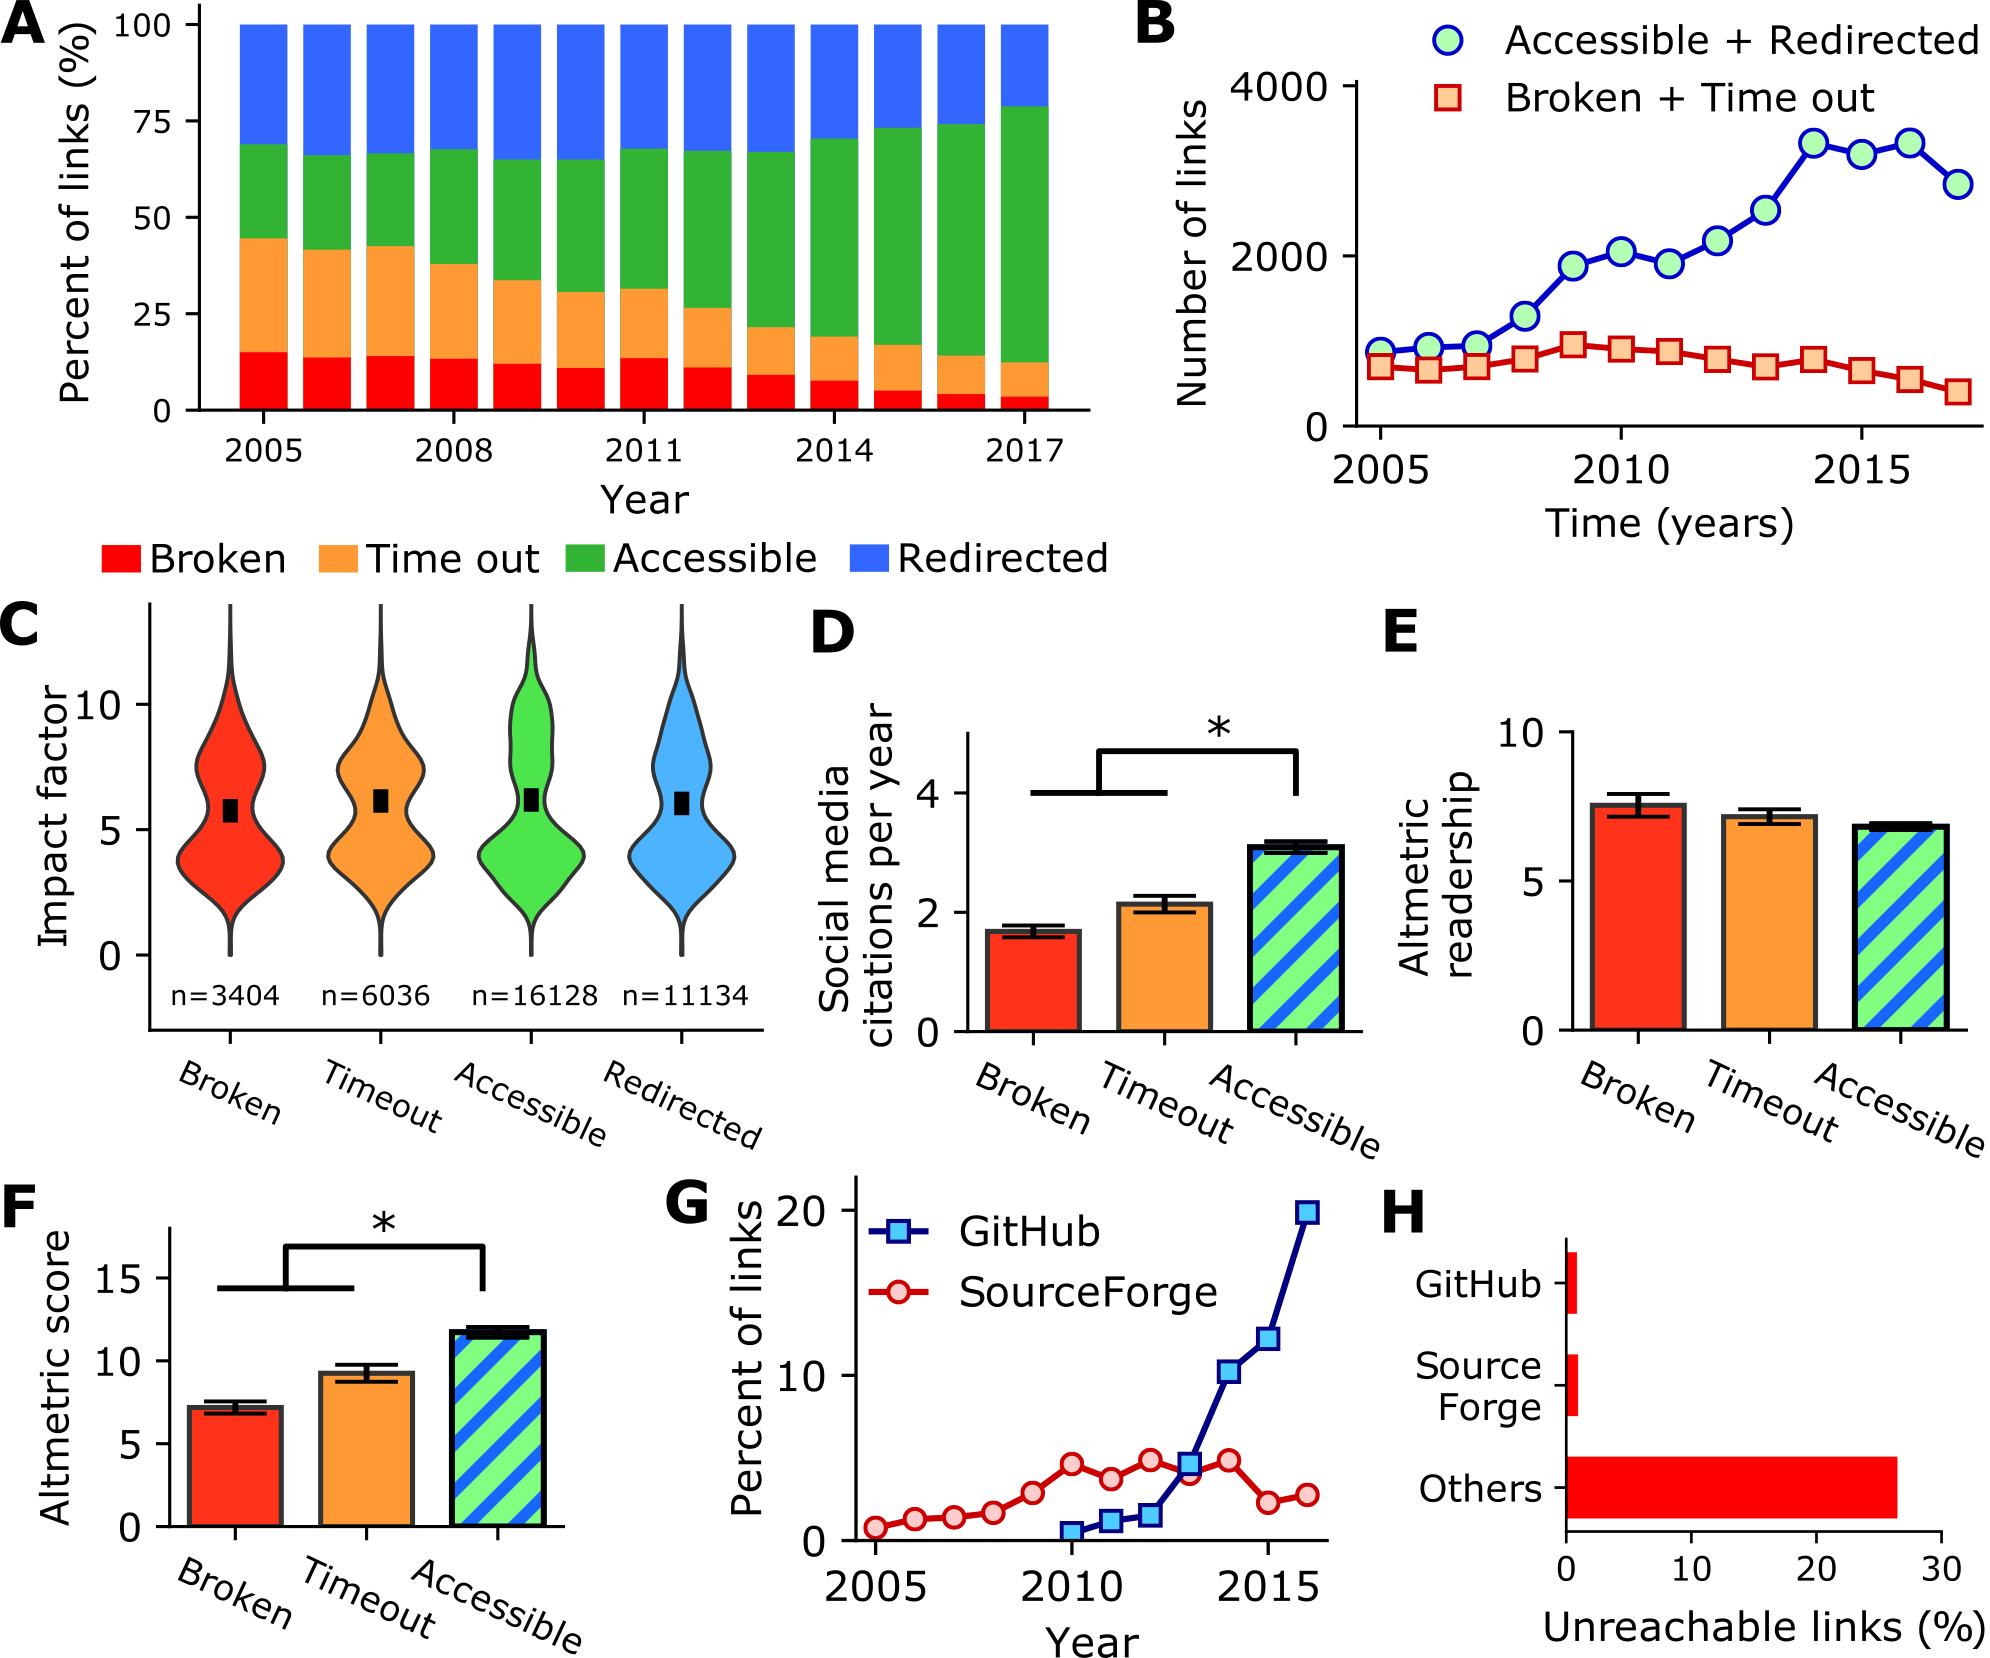 A
Percent of links (%)
100
75
50
25
0
2005 2008 2011 2014 2017
Year
Broken Time out Accessible Redirected
B
Accessible + Redirected
Broken + Time out
Number of links
4000
2000
0
2005 2010 2015
Time (years)
C
Impact factor
10
5
0
n=3404 n=6036 n=16128 n=11134
Broken Timeout Accessible Redirected
D
Social media
citations per year
*
4
2
0
Broken Timeout Accessible
E
Altmetric
readership
10
5
0
Broken Timeout Accessible
F
Altmetric score
*
15
10
5
0
Broken Timeout Accessible
G
Percent of links
20
10
0
GitHub
SourceForge
2005 2010 2015
Year
H
GitHub
Source
Forge
Others
0 10 20 30
Unreachable links (%)